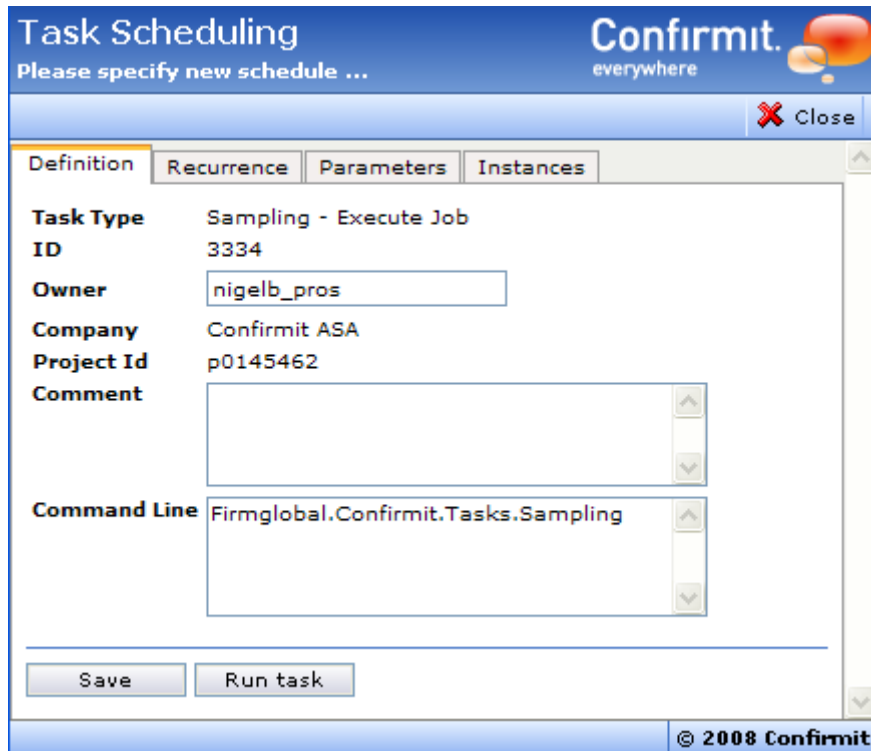 Task Scheduling
Please specify new schedule ...
Confirmit.
everywhere
Close
Definition Recurrence Parameters Instances
Task Type Sampling - Execute Job
ID 3334
Owner nigelb_pros
Company Confirmit ASA
Project Id p0145462
Comment
Command Line Firmglobal.Confirmit.Tasks.Sampling
Save Run task
© 2008 Confirmit